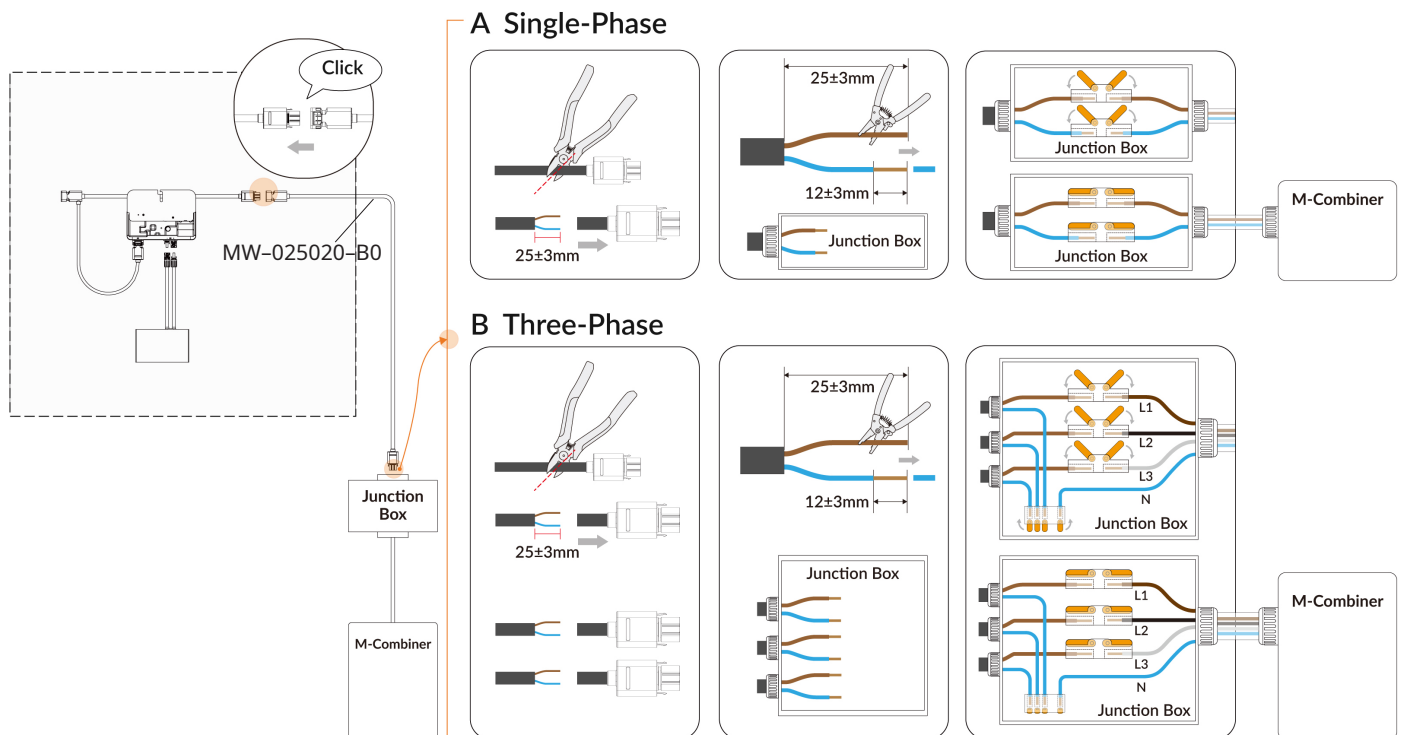 Click
MW-025020-B0
Junction
Box
M-Combiner
A Single-Phase
25±3mm
25±3mm
12±3mm
Junction Box
Junction Box
Junction Box
M-Combiner
B Three-Phase
25±3mm
25±3mm
12±3mm
Junction Box
L1
L2
L3
N
Junction Box
L1
L2
L3
N
Junction Box
M-Combiner